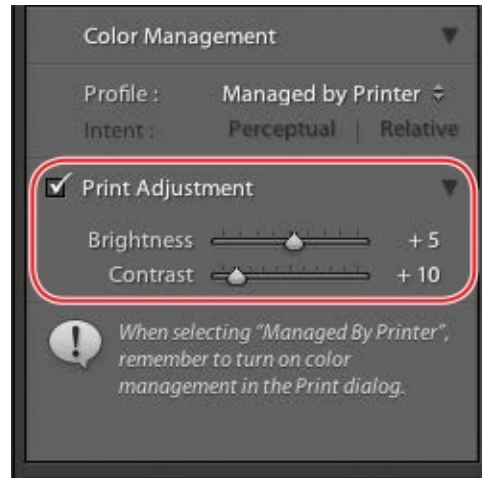 Color Management
Profile : Managed by Printer
Intent : Perceptual | Relative
Print Adjustment
Brightness + 5
Contrast + 10
When selecting "Managed By Printer",
remember to turn on color
management in the Print dialog.